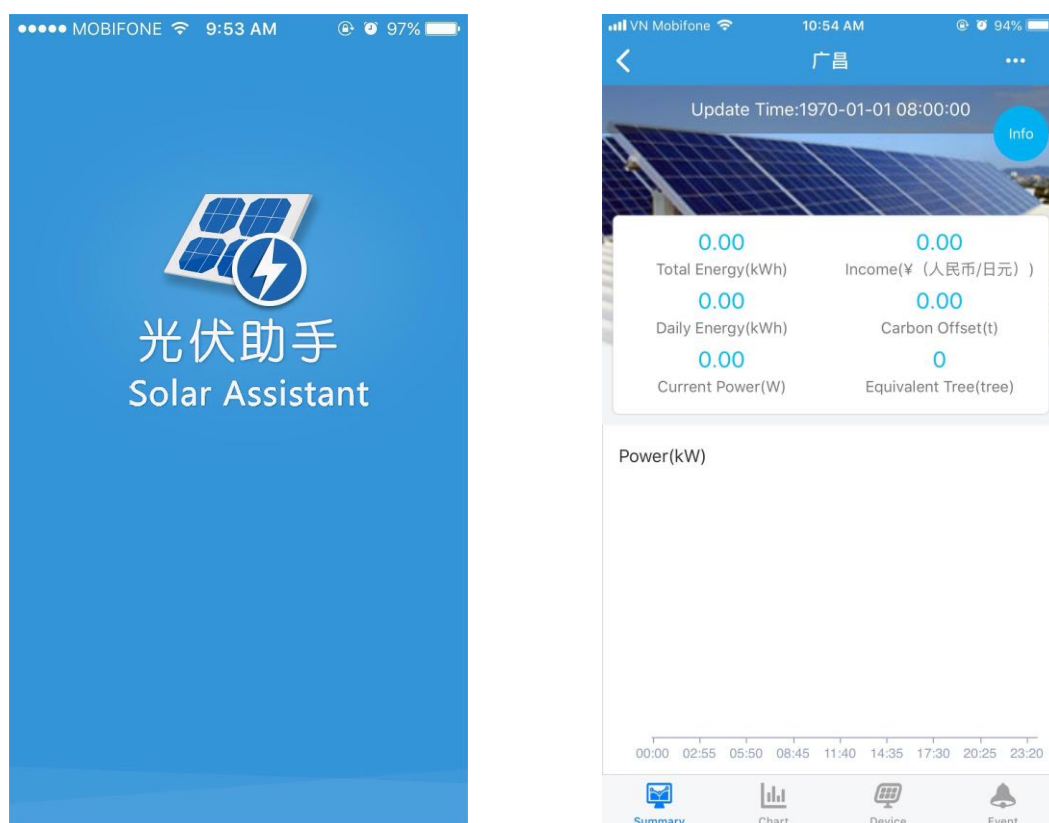 MOBIFONE 9:53 AM 97%
光伏助手
Solar Assistant
VN Mobifone 10:54 AM 94%
广昌
Update Time:1970-01-01 08:00:00
Info
0.00 0.00
Total Energy(kWh) Income(¥（人民币/日元）)
0.00 0.00
Daily Energy(kWh) Carbon Offset(t)
0.00 0
Current Power(W) Equivalent Tree(tree)
Power(kW)
00:00 02:55 05:50 08:45 11:40 14:35 17:30 20:25 23:20
Summary Chart Device Event